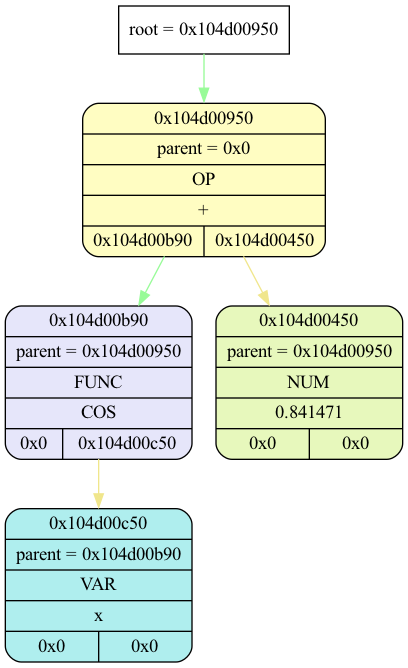 root = 0x104d00950
0x104d00950
parent = 0x0
OP
+
0x104d00b90 0x104d00450
0x104d00b90
parent = 0x104d00950
FUNC
COS
0x0 0x104d00c50
0x104d00450
parent = 0x104d00950
NUM
0.841471
0x0 0x0
0x104d00c50
parent = 0x104d00b90
VAR
x
0x0 0x0